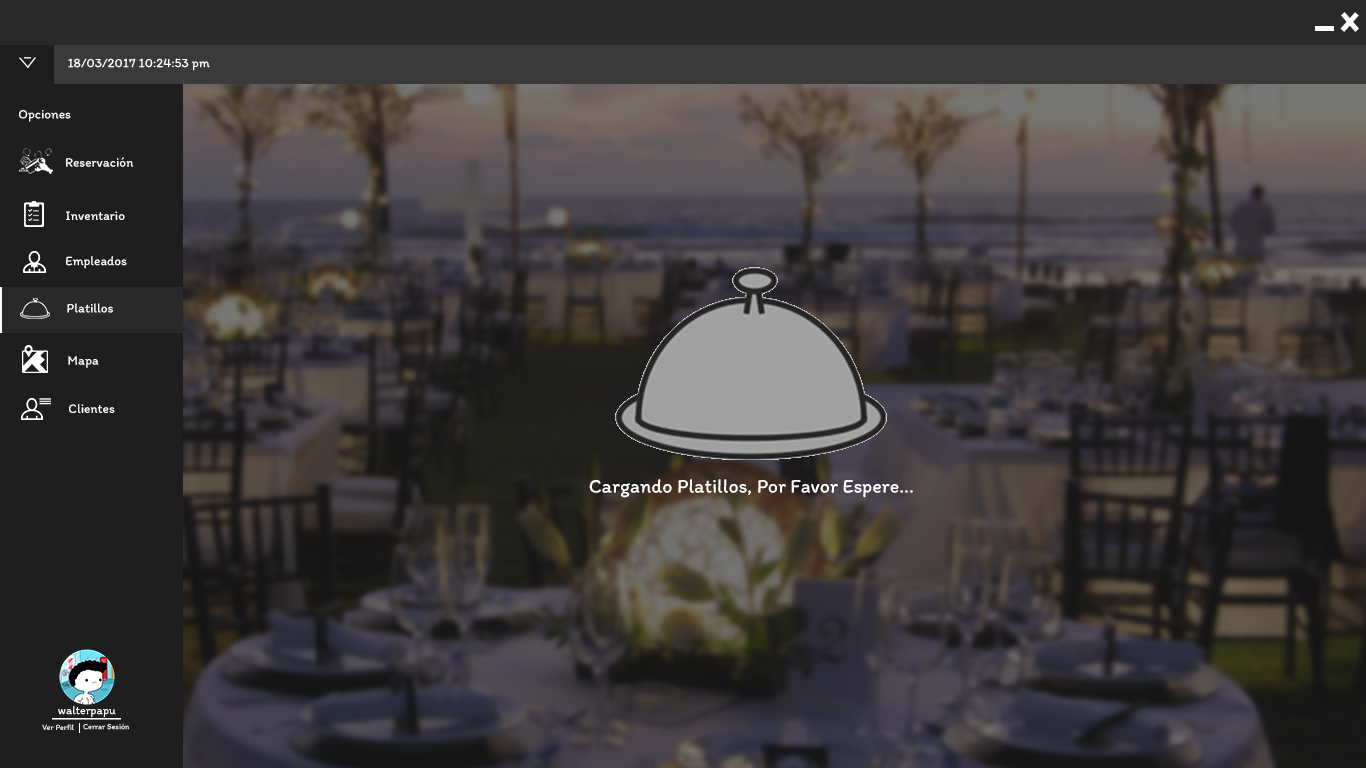 18/03/2017 10:24:53 pm
Opciones
Reservación
Inventario
Empleados
Platillos
Mapa
Clientes
Cargando Platillos, Por Favor Espere...
walterpapu
Ver Perfil | Cerrar Sesión